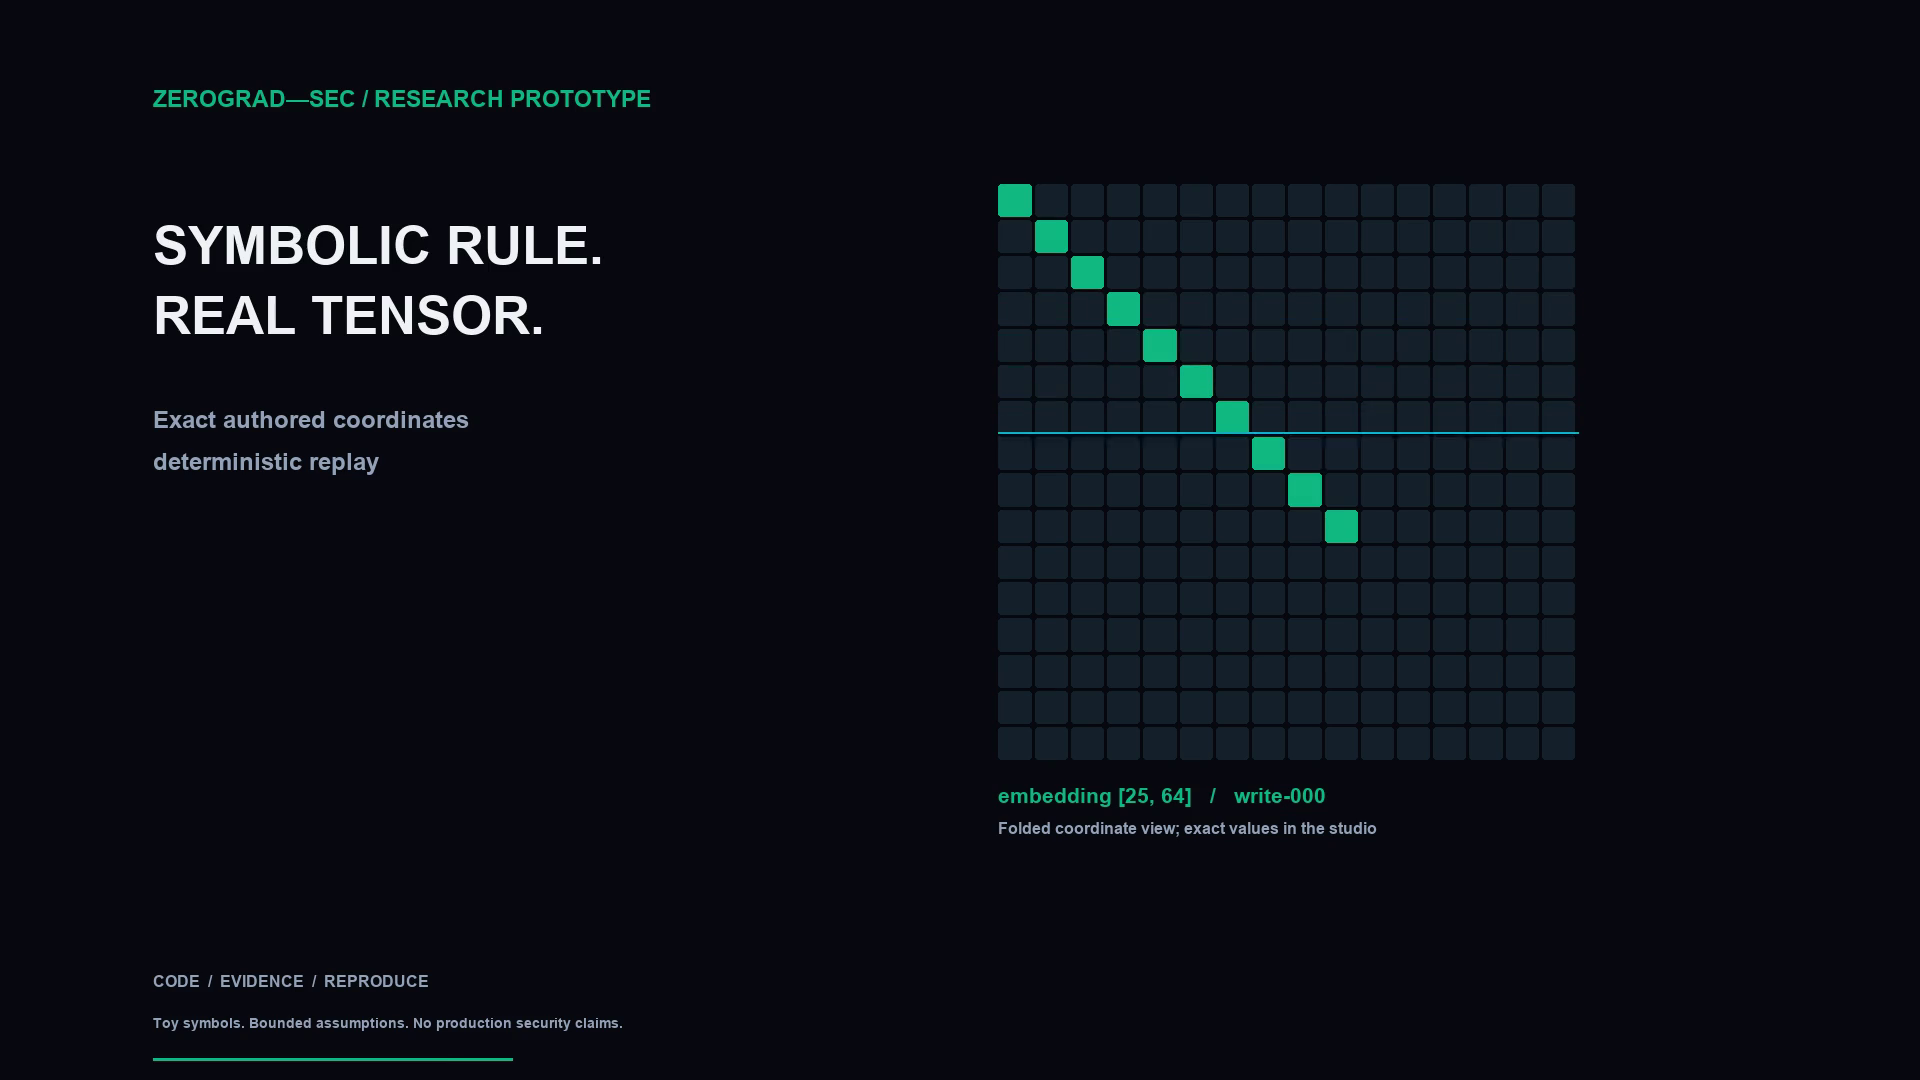 ZEROGRAD—SEC / RESEARCH PROTOTYPE
SYMBOLIC RULE.
REAL TENSOR.
Exact authored coordinates
deterministic replay
embedding [25, 64] / write-000
Folded coordinate view; exact values in the studio
CODE / EVIDENCE / REPRODUCE
Toy symbols. Bounded assumptions. No production security claims.